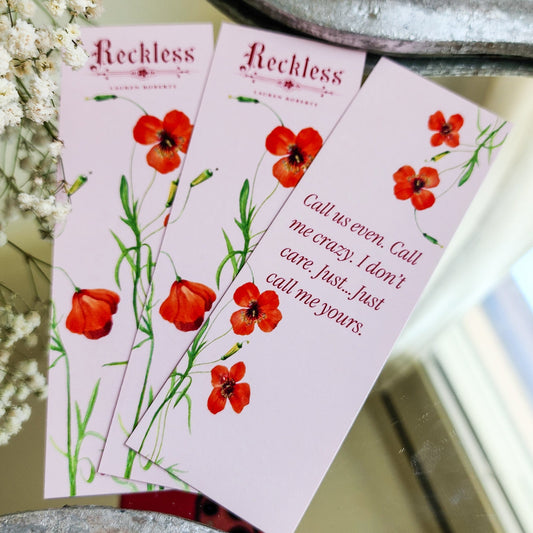 Reckless
LAUREN ROBERTS
Reckless
LAUREN ROBERTS
Call us even. Call
me crazy. I don't
care. Just...Just
call me yours.